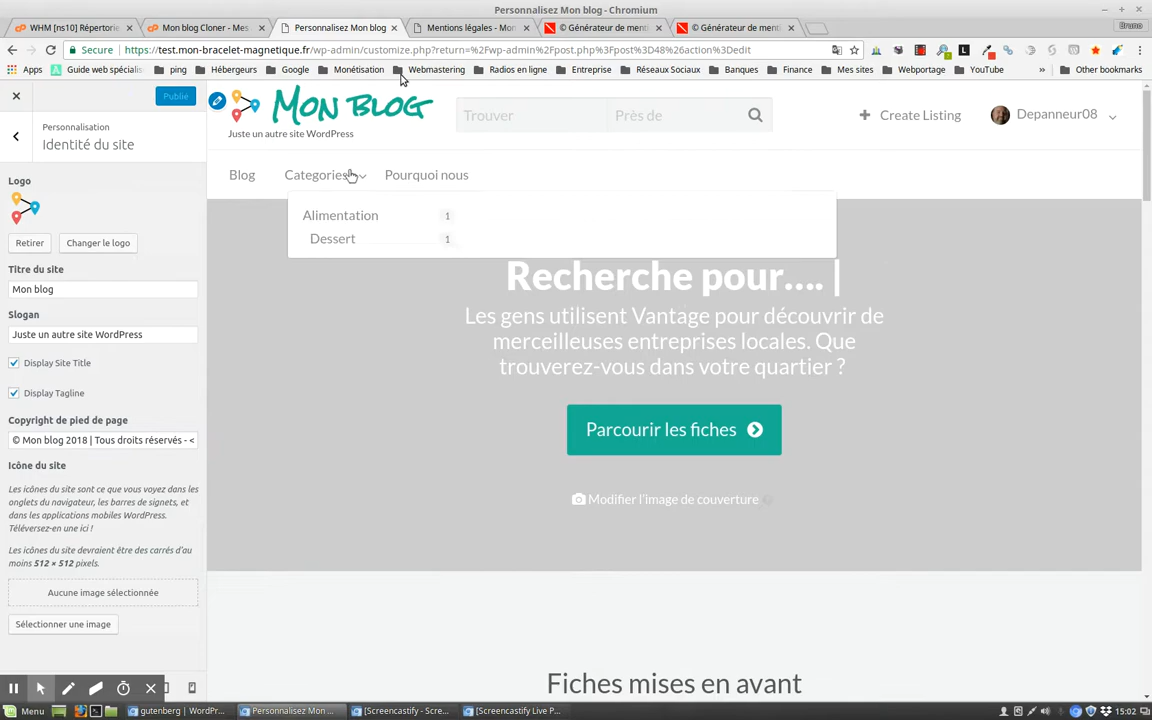 Personnalisez Mon blog - Chromium
WHM [ns10] Répertorie
Mon blog Cloner - Mes
Personnalisez Mon blog
Mentions légales - Mon
© Générateur de menti
© Générateur de menti
Bruno
Secure
https://test.mon-bracelet-magnetique.fr/wp-admin/customize.php?return=%2Fwp-admin%2Fpost.php%3Fpost%3D48%26action%3Dedit
Apps
Guide web spécialis
ping
Hébergeurs
Google
Monétisation
Webmastering
Radios en ligne
Entreprise
Réseaux Sociaux
Banques
Finance
Mes sites
Webportage
YouTube
»
Other bookmarks
Publié
Personnalisation
Identité du site
Logo
Retirer
Changer le logo
Titre du site
Mon blog
Slogan
Juste un autre site WordPress
Display Site Title
Display Tagline
Copyright de pied de page
© Mon blog 2018 | Tous droits réservés - <
Icône du site
Les icônes du site sont ce que vous voyez dans les
onglets du navigateur, les barres de signets, et
dans les applications mobiles WordPress.
Téléversez-en une ici !
Les icônes du site devraient être des carrés d'au
moins 512 × 512 pixels.
Aucune image sélectionnée
Sélectionner une image
Mon blog
Juste un autre site WordPress
Trouver
Près de
Create Listing
Depanneur08
Blog
Categories
Pourquoi nous
Alimentation 1
Dessert 1
Recherche pour.... |
Les gens utilisent Vantage pour découvrir de
merceilleuses entreprises locales. Que
trouverez-vous dans votre quartier ?
Parcourir les fiches
Modifier l'image de couverture
Fiches mises en avant
Menu
gutenberg | WordPr...
Personnalisez Mon ...
[Screencastify - Scre...
[Screencastify Live P...
15:02